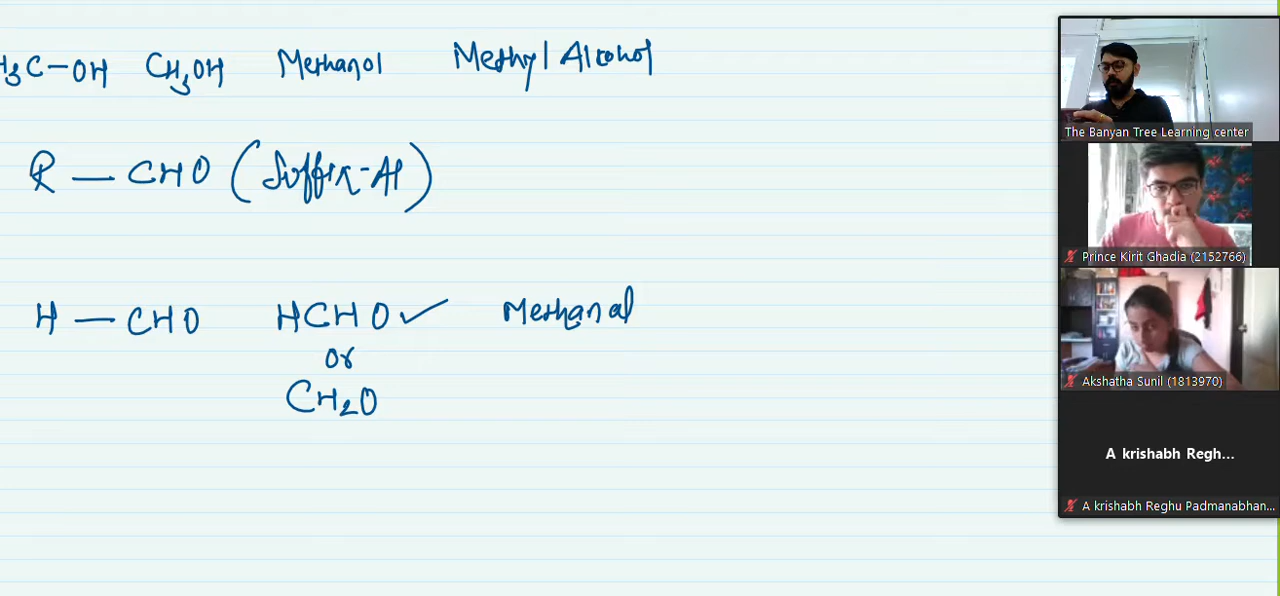 H₃C-OH CH₃OH Methanol Methyl Alcohol
R — CHO (Suffix-Al)
H — CHO HCHO ✓ Methanal
or
CH₂O
The Banyan Tree Learning center
Prince Kirit Ghadia (2152766)
Akshatha Sunil (1813970)
A krishabh Regh...
A krishabh Reghu Padmanabhan...